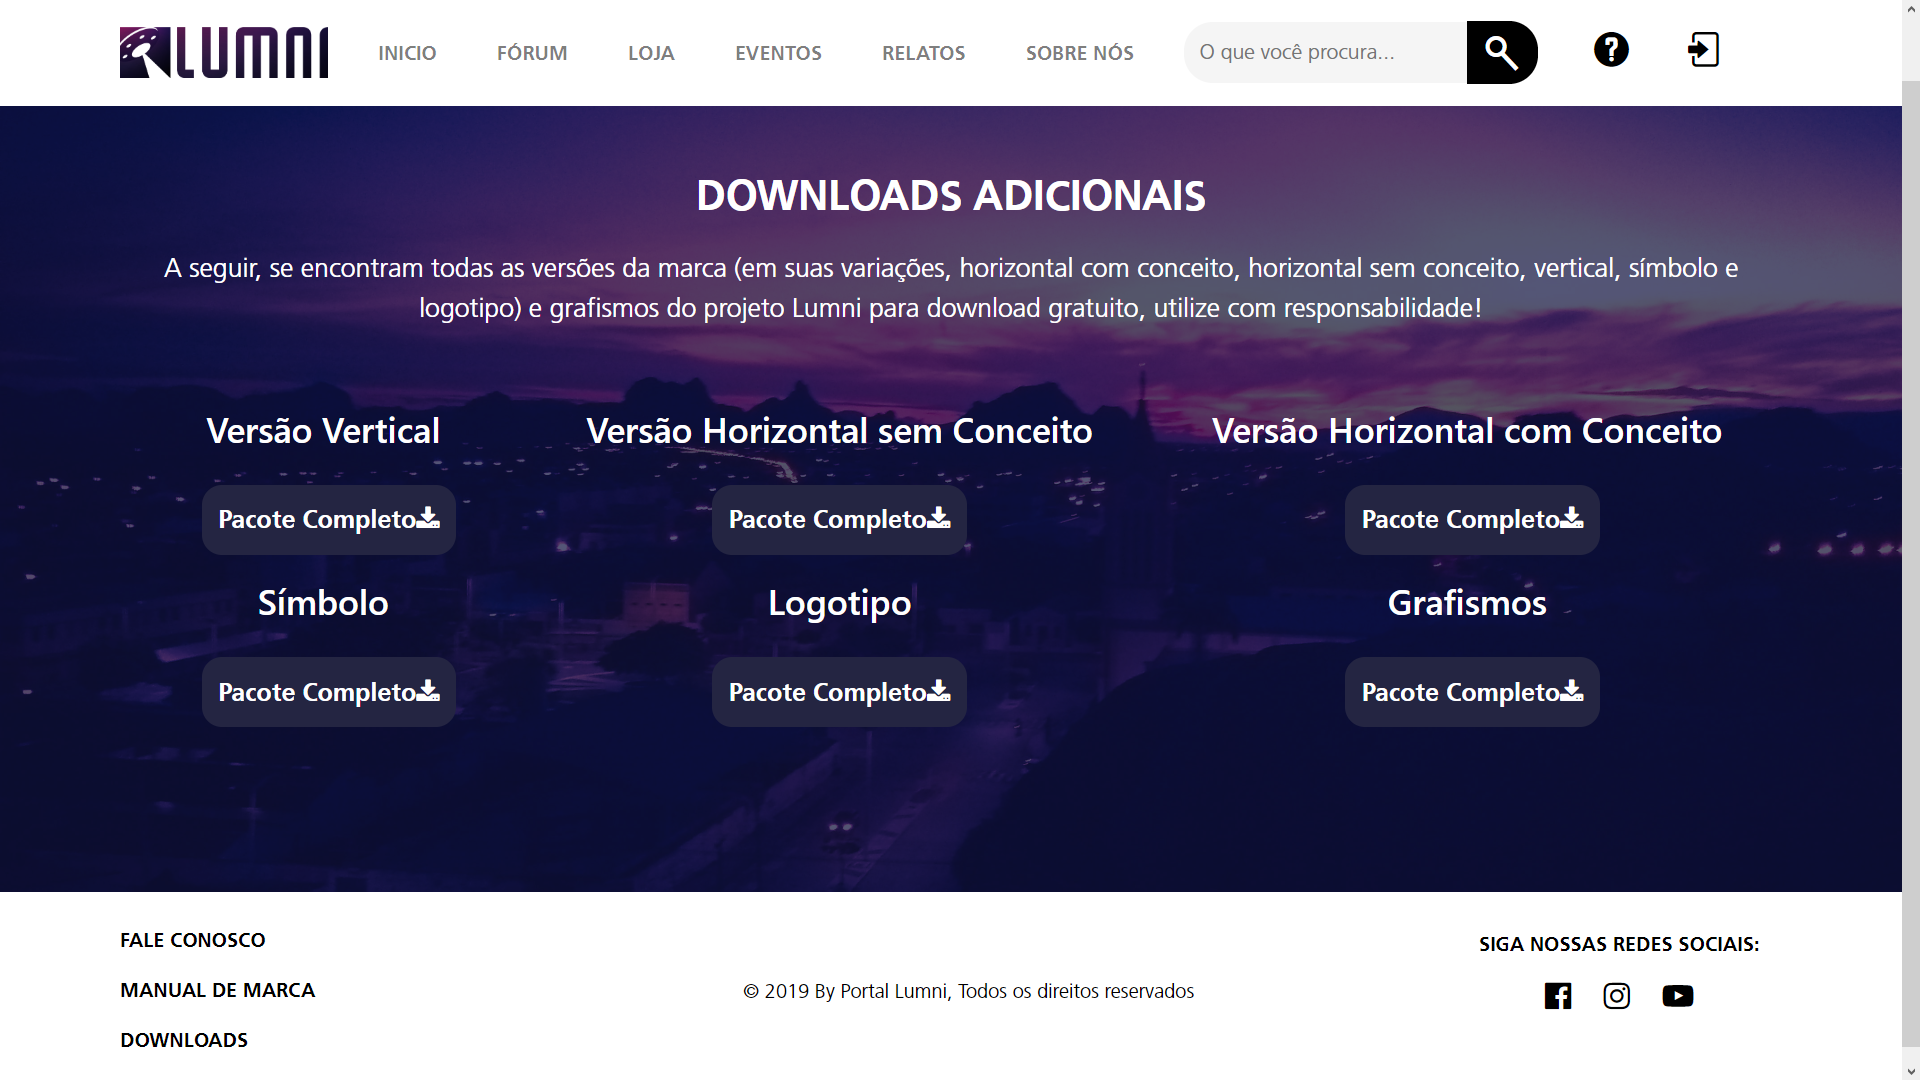 LUMNI
INICIO
FÓRUM
LOJA
EVENTOS
RELATOS
SOBRE NÓS
O que você procura...
DOWNLOADS ADICIONAIS
A seguir, se encontram todas as versões da marca (em suas variações, horizontal com conceito, horizontal sem conceito, vertical, símbolo e
logotipo) e grafismos do projeto Lumni para download gratuito, utilize com responsabilidade!
Versão Vertical
Versão Horizontal sem Conceito
Versão Horizontal com Conceito
Pacote Completo
Pacote Completo
Pacote Completo
Símbolo
Logotipo
Grafismos
Pacote Completo
Pacote Completo
Pacote Completo
FALE CONOSCO
MANUAL DE MARCA
DOWNLOADS
© 2019 By Portal Lumni, Todos os direitos reservados
SIGA NOSSAS REDES SOCIAIS: